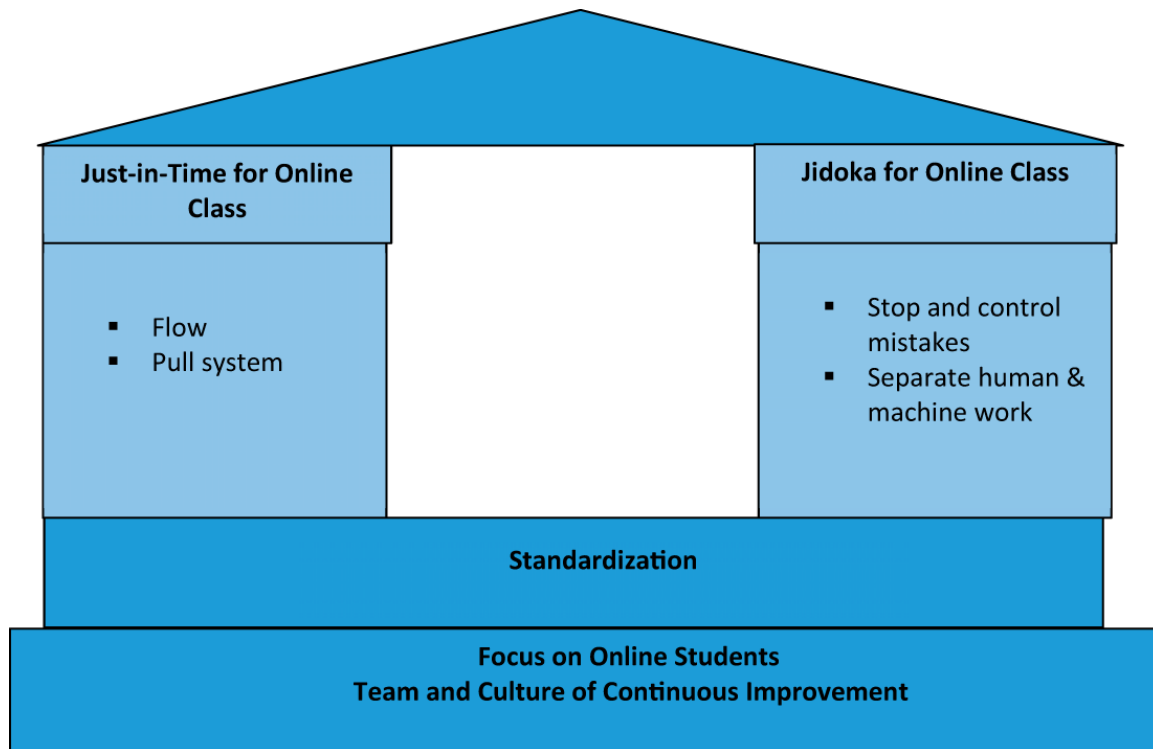 Just-in-Time for Online
Class
▪ Flow
▪ Pull system
Jidoka for Online Class
▪ Stop and control
mistakes
▪ Separate human &
machine work
Standardization
Focus on Online Students
Team and Culture of Continuous Improvement